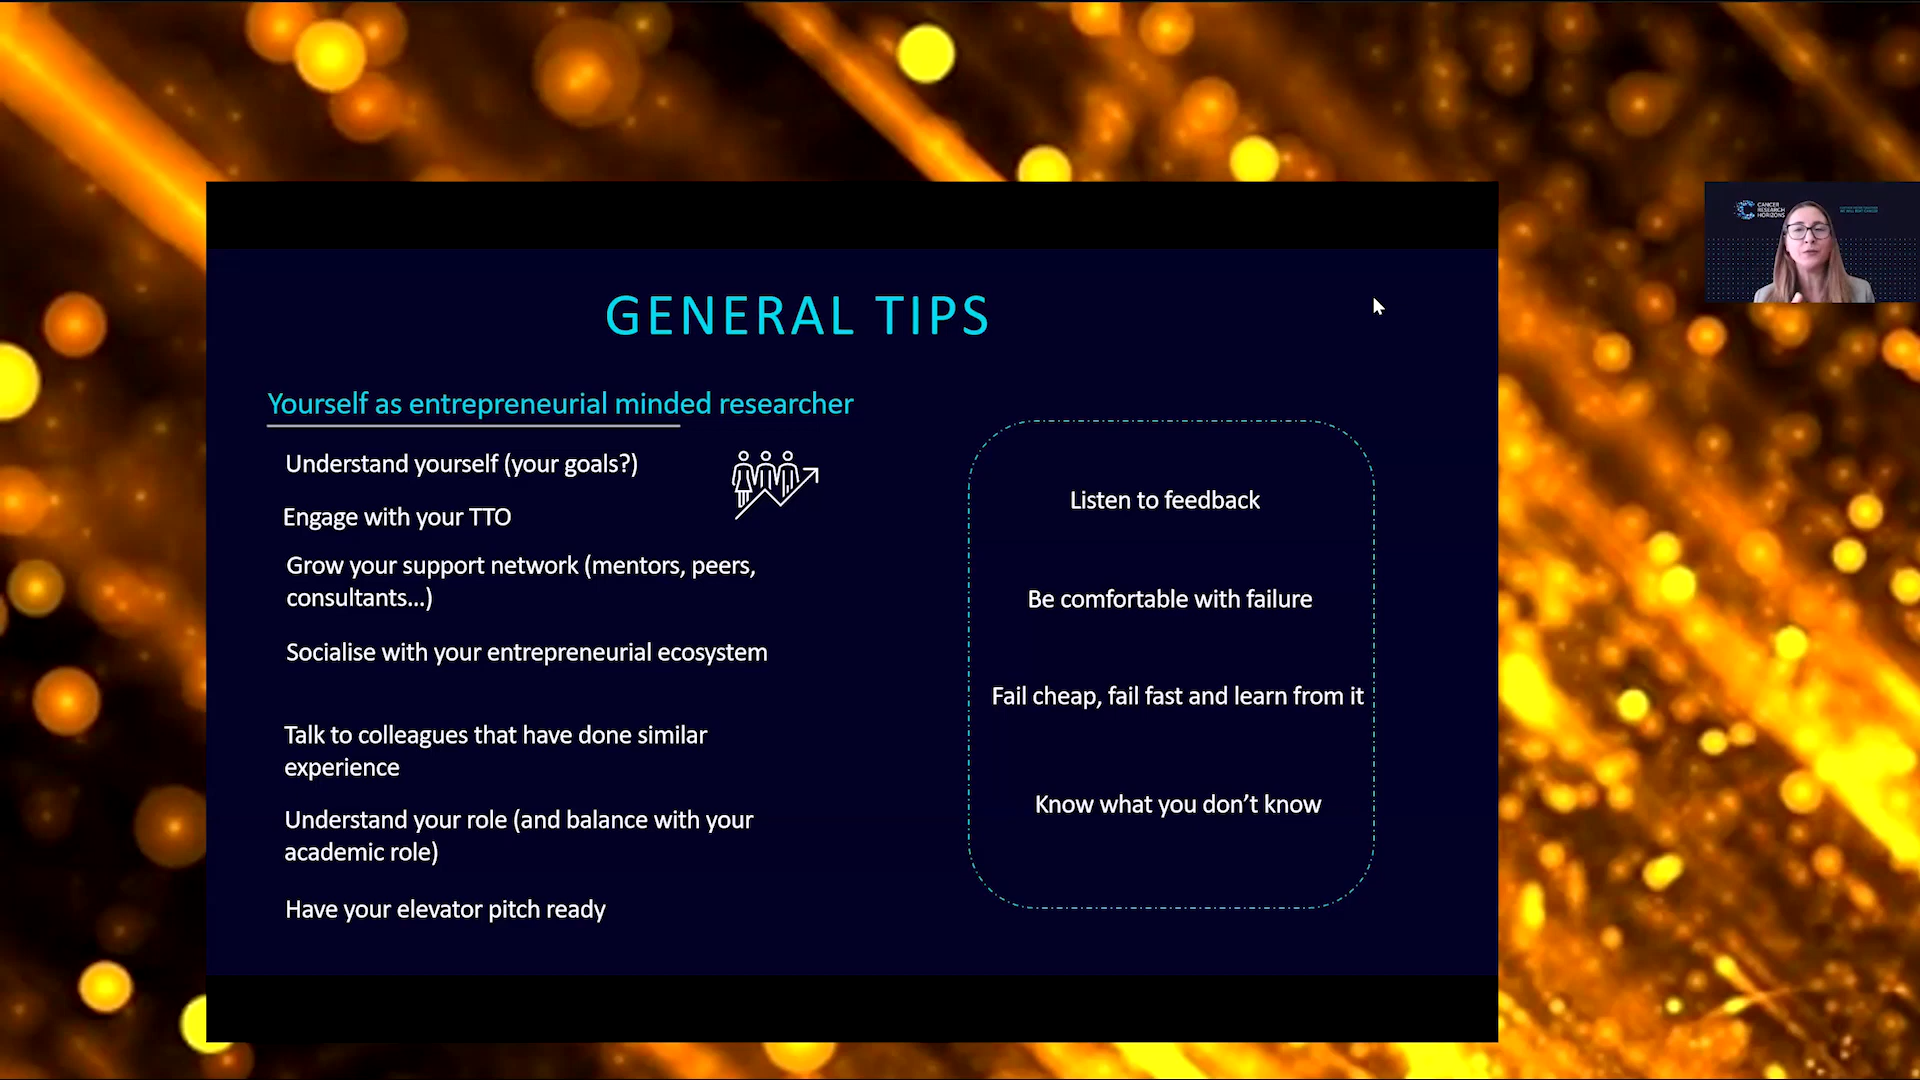 GENERAL TIPS
Yourself as entrepreneurial minded researcher
Understand yourself (your goals?)
Engage with your TTO
Grow your support network (mentors, peers,
consultants...)
Socialise with your entrepreneurial ecosystem
Talk to colleagues that have done similar
experience
Understand your role (and balance with your
academic role)
Have your elevator pitch ready
Listen to feedback
Be comfortable with failure
Fail cheap, fail fast and learn from it
Know what you don’t know
CANCER
RESEARCH
HORIZONS